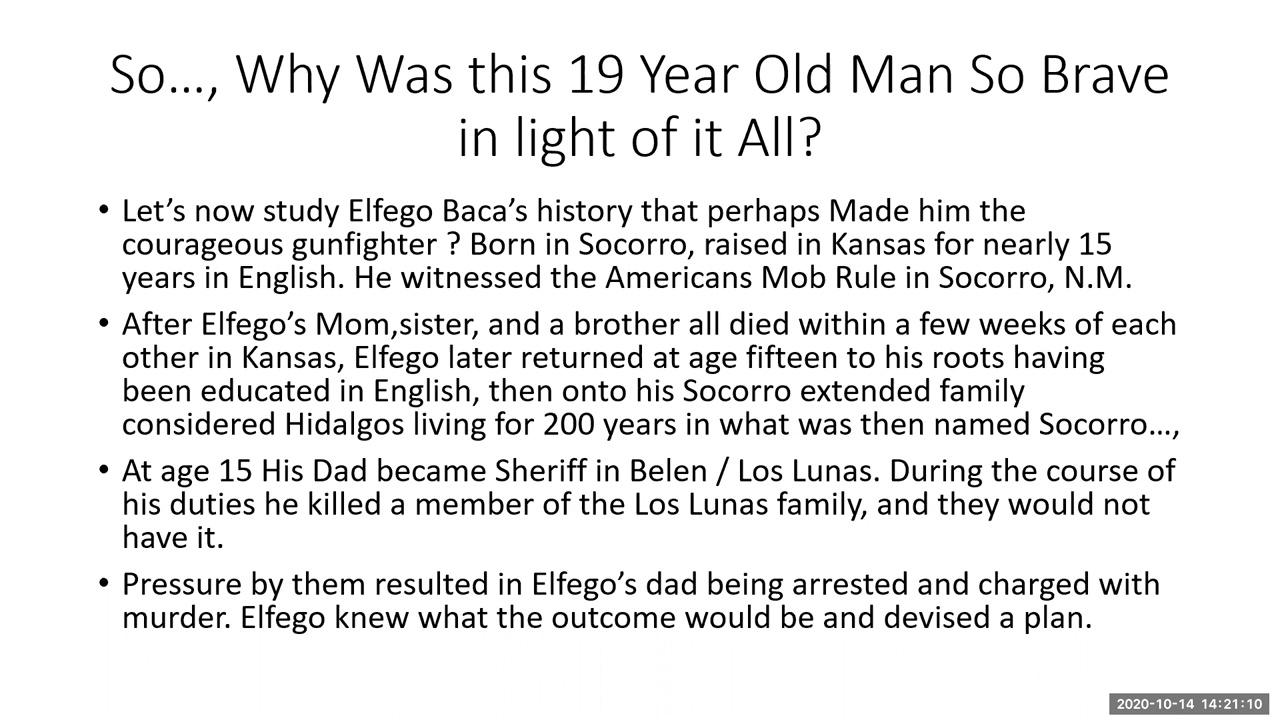 So…, Why Was this 19 Year Old Man So Brave
in light of it All?
• Let’s now study Elfego Baca’s history that perhaps Made him the
courageous gunfighter ? Born in Socorro, raised in Kansas for nearly 15
years in English. He witnessed the Americans Mob Rule in Socorro, N.M.
• After Elfego’s Mom,sister, and a brother all died within a few weeks of each
other in Kansas, Elfego later returned at age fifteen to his roots having
been educated in English, then onto his Socorro extended family
considered Hidalgos living for 200 years in what was then named Socorro…,
• At age 15 His Dad became Sheriff in Belen / Los Lunas. During the course of
his duties he killed a member of the Los Lunas family, and they would not
have it.
• Pressure by them resulted in Elfego’s dad being arrested and charged with
murder. Elfego knew what the outcome would be and devised a plan.
2020-10-14 14:21:10